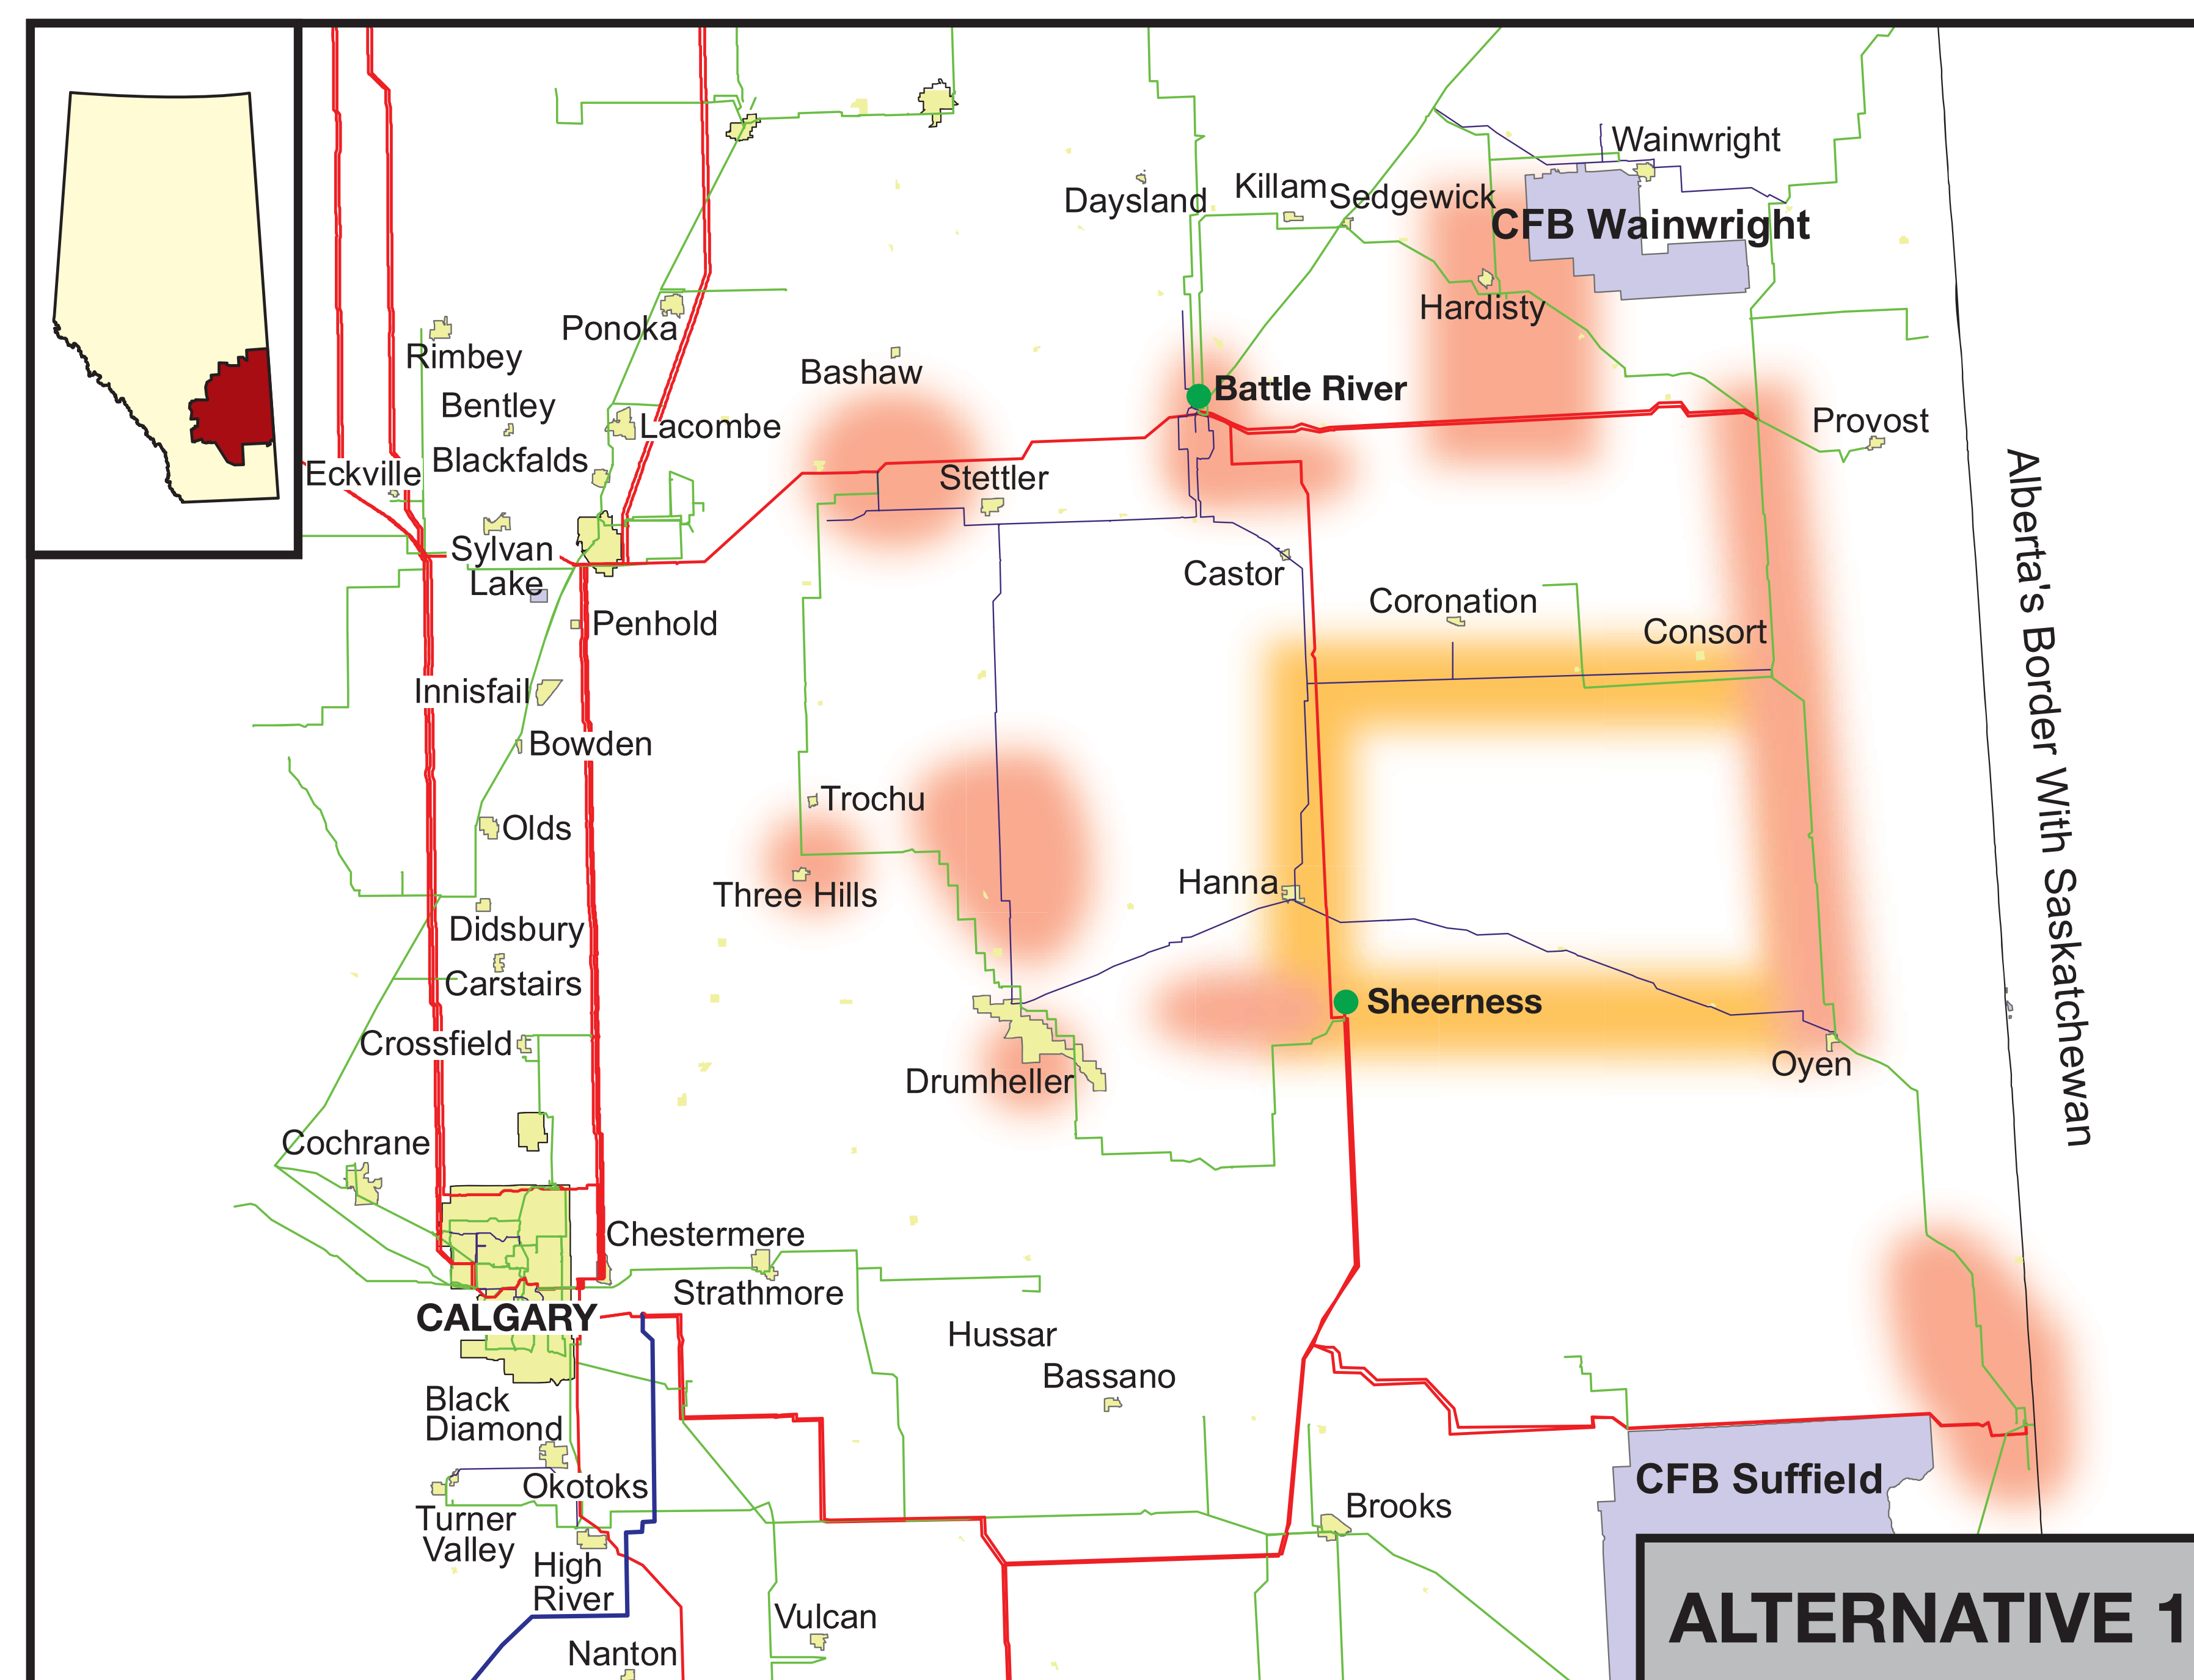 Wainwright
Daysland
Killam
Sedgewick
CFB Wainwright
Hardisty
Ponoka
Rimbey
Bashaw
Battle River
Bentley
Lacombe
Provost
Blackfalds
Eckville
Stettler
Sylvan
Lake
Castor
Coronation
Penhold
Consort
Innisfail
Bowden
Trochu
Olds
Hanna
Three Hills
Didsbury
Carstairs
Sheerness
Crossfield
Oyen
Drumheller
Alberta's Border With Saskatchewan
Cochrane
Chestermere
Strathmore
CALGARY
Hussar
Bassano
Black
Diamond
CFB Suffield
Okotoks
Brooks
Turner
Valley
High
River
Vulcan
Nanton
ALTERNATIVE 1